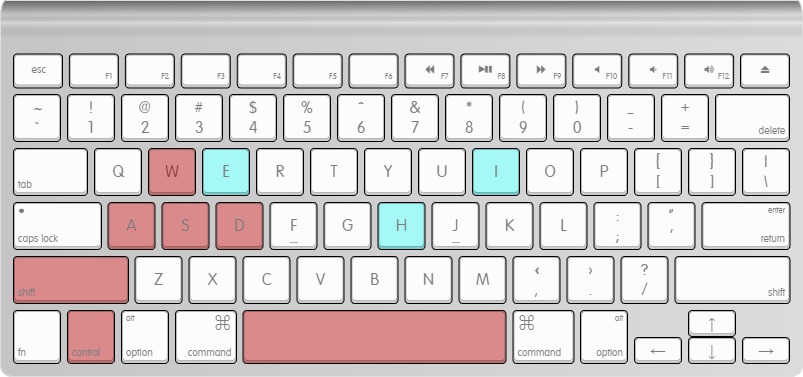 esc F1 F2 F3 F4 F5 F6 F7 F8 F9 F10 F11 F12
~ ! @ # $ % ^ & * ( ) _ +
` 1 2 3 4 5 6 7 8 9 0 - = delete
tab Q W E R T Y U I O P { } |
[ ] \
caps lock A S D F G H J K L : " enter
; ' return
shift Z X C V B N M < > ? shift
, . /
alt ⌘ ⌘ alt ↑
fn control option command command option ← ↓ →